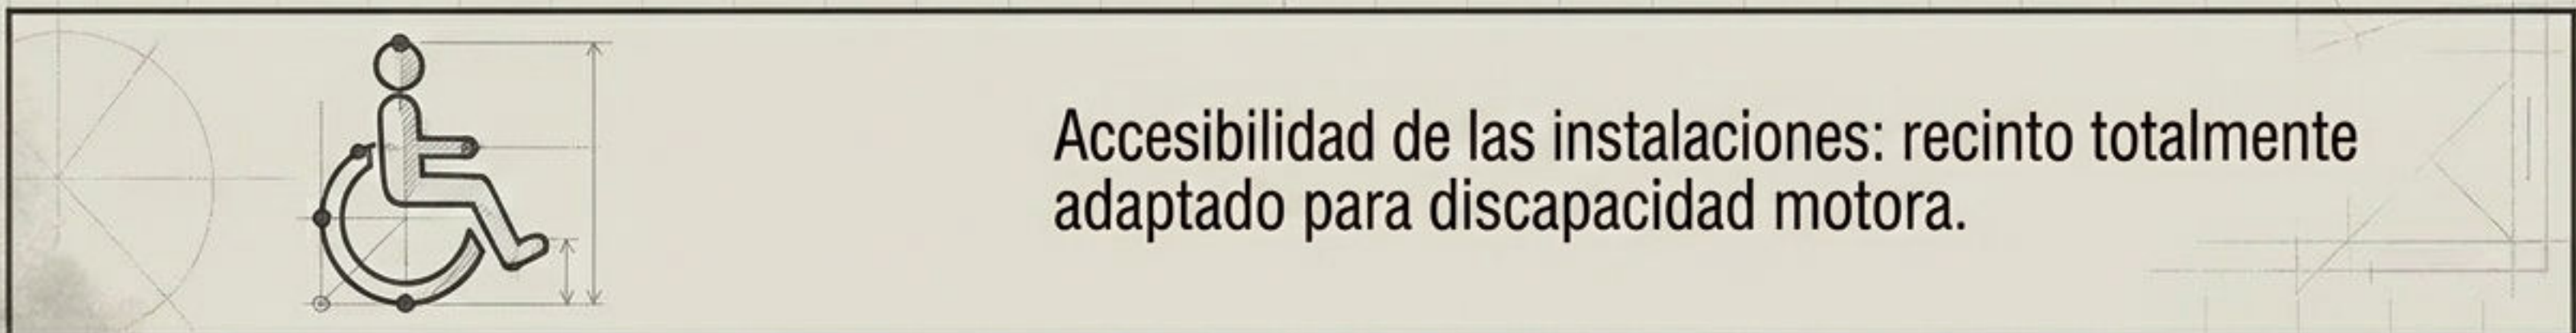 Accesibilidad de las instalaciones: recinto totalmente
adaptado para discapacidad motora.